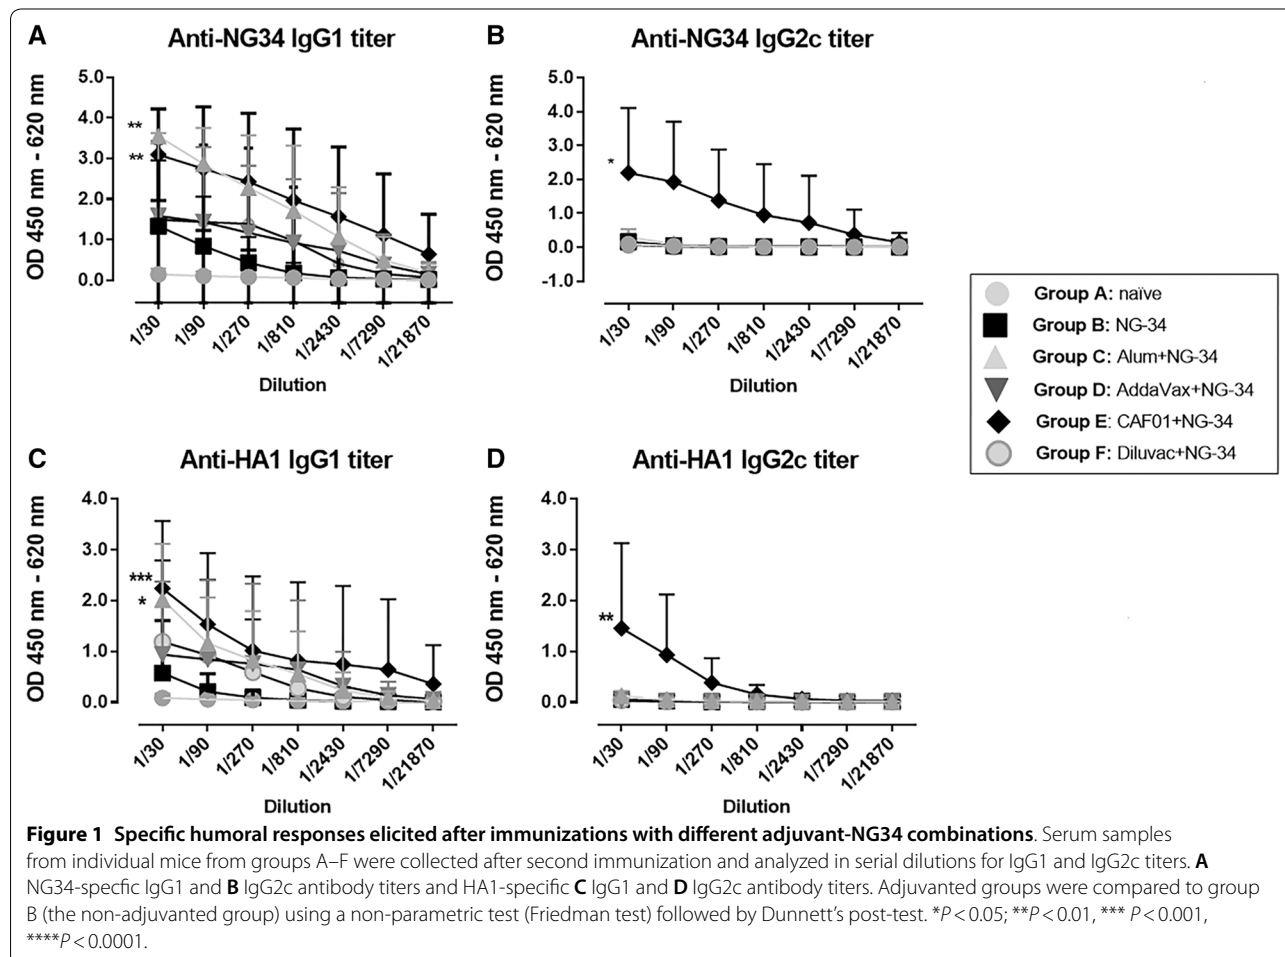 A
Anti-NG34 IgG1 titer
OD 450 nm - 620 nm
5.0
4.0
3.0
2.0
1.0
0.0
**
**
1/30
1/90
1/270
1/810
1/2430
1/7290
1/21870
Dilution
B
Anti-NG34 IgG2c titer
OD 450 nm - 620 nm
5.0
4.0
3.0
2.0
1.0
0.0
-1.0
*
1/30
1/90
1/270
1/810
1/2430
1/7290
1/21870
Dilution
Group A: naïve
Group B: NG-34
Group C: Alum+NG-34
Group D: AddaVax+NG-34
Group E: CAF01+NG-34
Group F: Diluvac+NG-34
C
Anti-HA1 IgG1 titer
OD 450 nm - 620 nm
4.0
3.0
2.0
1.0
0.0
***
*
1/30
1/90
1/270
1/810
1/2430
1/7290
1/21870
Dilution
D
Anti-HA1 IgG2c titer
OD 450 nm - 620 nm
4.0
3.0
2.0
1.0
0.0
**
1/30
1/90
1/270
1/810
1/2430
1/7290
1/21870
Dilution
Figure 1 Specific humoral responses elicited after immunizations with different adjuvant-NG34 combinations. Serum samples
from individual mice from groups A–F were collected after second immunization and analyzed in serial dilutions for IgG1 and IgG2c titers. A
NG34-specfic IgG1 and B IgG2c antibody titers and HA1-specific C IgG1 and D IgG2c antibody titers. Adjuvanted groups were compared to group
B (the non-adjuvanted group) using a non-parametric test (Friedman test) followed by Dunnett's post-test. *P < 0.05; **P < 0.01, *** P < 0.001,
****P < 0.0001.